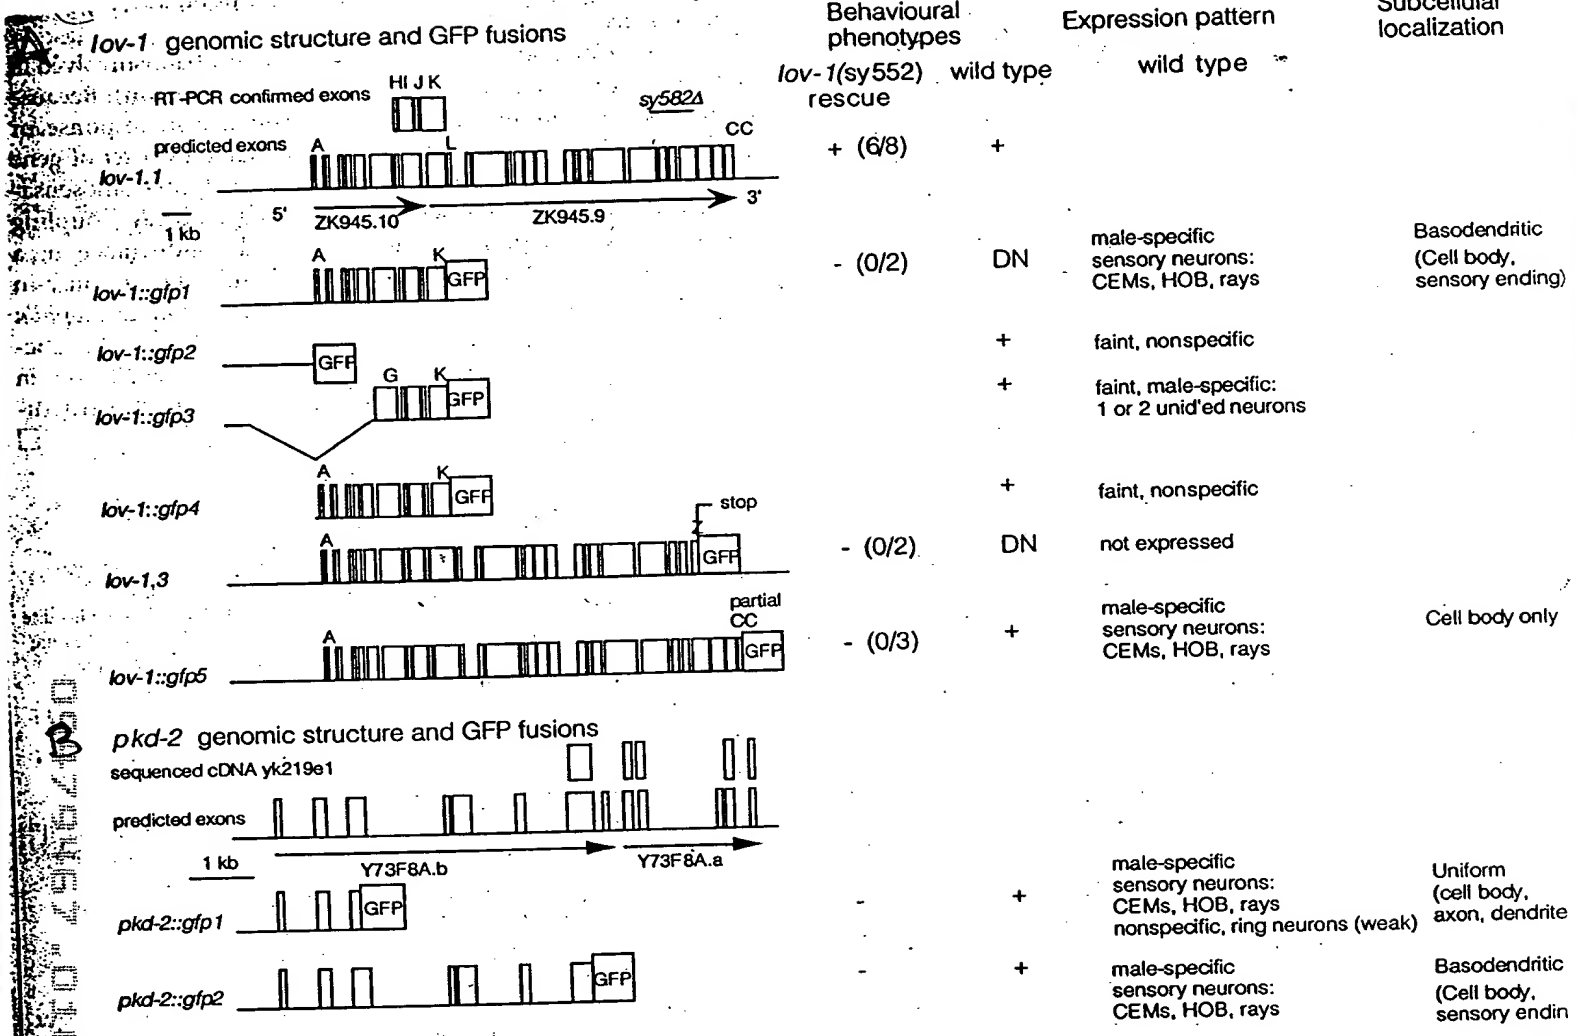 A
lov-1 genomic structure and GFP fusions
Behavioural phenotypes
Expression pattern
Subcellular localization
lov-1(sy552) rescue
wild type
wild type
RT-PCR confirmed exons
HI J K
sy582Δ
CC
predicted exons
A
L
lov-1.1
+ (6/8)
+
5'
3'
ZK945.10
ZK945.9
1 kb
A
K
GFP
lov-1::gfp1
- (0/2)
DN
male-specific
sensory neurons:
CEMs, HOB, rays
Basodendritic
(Cell body,
sensory ending)
lov-1::gfp2
GFP
+
faint, nonspecific
G
K
GFP
lov-1::gfp3
+
faint, male-specific:
1 or 2 unid'ed neurons
A
K
GFP
lov-1::gfp4
+
faint, nonspecific
stop
Z
A
GFP
lov-1,3
- (0/2)
DN
not expressed
partial
CC
A
GFP
lov-1::gfp5
- (0/3)
+
male-specific
sensory neurons:
CEMs, HOB, rays
Cell body only
B
pkd-2 genomic structure and GFP fusions
sequenced cDNA yk219e1
predicted exons
1 kb
Y73F8A.b
Y73F8A.a
pkd-2::gfp1
GFP
-
+
male-specific
sensory neurons:
CEMs, HOB, rays
nonspecific, ring neurons (weak)
Uniform
(cell body,
axon, dendrite
pkd-2::gfp2
GFP
-
+
male-specific
sensory neurons:
CEMs, HOB, rays
Basodendritic
(Cell body,
sensory endin